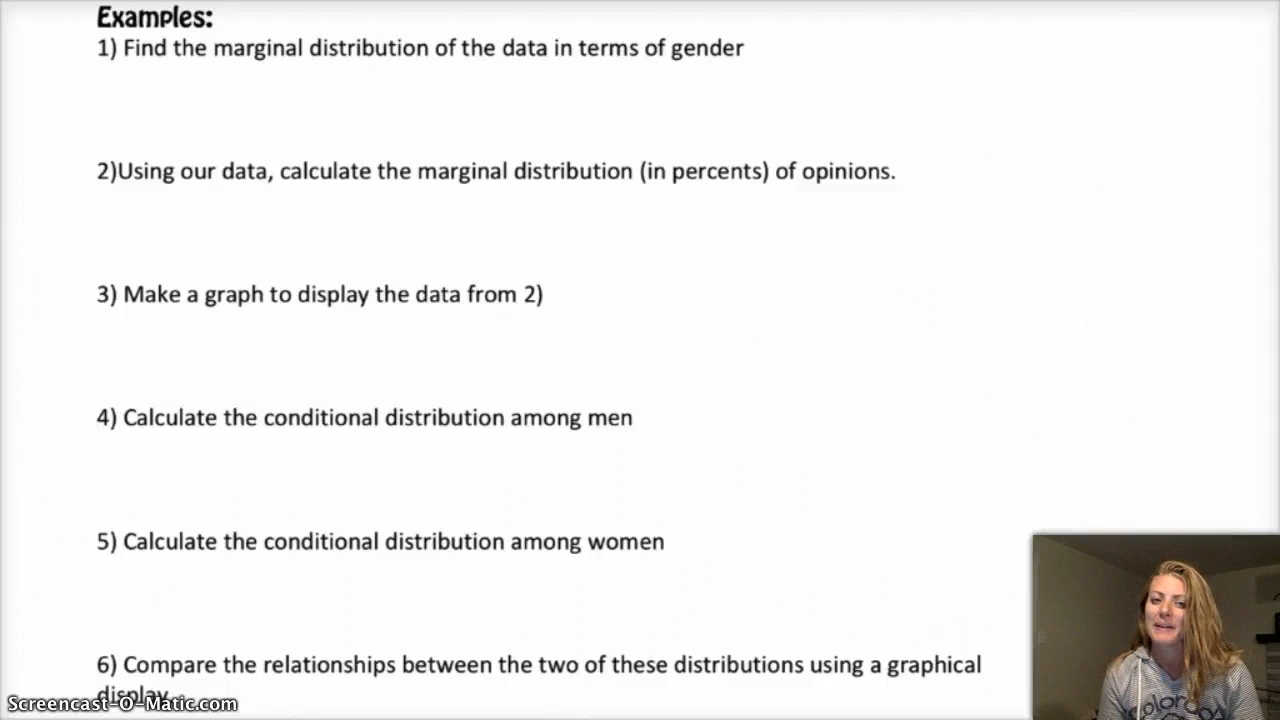 Examples:
1) Find the marginal distribution of the data in terms of gender
2)Using our data, calculate the marginal distribution (in percents) of opinions.
3) Make a graph to display the data from 2)
4) Calculate the conditional distribution among men
5) Calculate the conditional distribution among women
6) Compare the relationships between the two of these distributions using a graphical
display.
Screencast-O-Matic.com